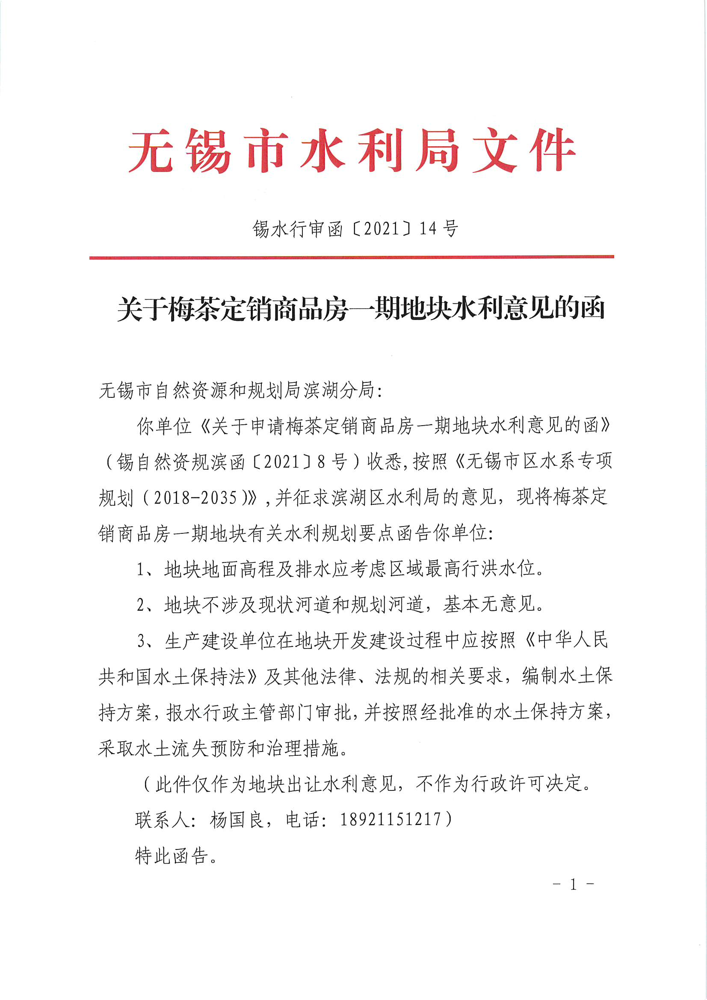 无锡市水利局文件
锡水行审函〔2021〕14号
关于梅茶定销商品房一期地块水利意见的函
无锡市自然资源和规划局滨湖分局：
你单位《关于申请梅茶定销商品房一期地块水利意见的函》
（锡自然资规滨函〔2021〕8号）收悉,按照《无锡市区水系专项
规划（2018-2035)》,并征求滨湖区水利局的意见，现将梅茶定
销商品房一期地块有关水利规划要点函告你单位：
1、地块地面高程及排水应考虑区域最高行洪水位。
2、地块不涉及现状河道和规划河道，基本无意见。
3、生产建设单位在地块开发建设过程中应按照《中华人民
共和国水土保持法》及其他法律、法规的相关要求，编制水土保
持方案,报水行政主管部门审批,并按照经批准的水土保持方案，
采取水土流失预防和治理措施。
（此件仅作为地块出让水利意见，不作为行政许可决定。
联系人：杨国良，电话：18921151217）
特此函告。
- 1 -